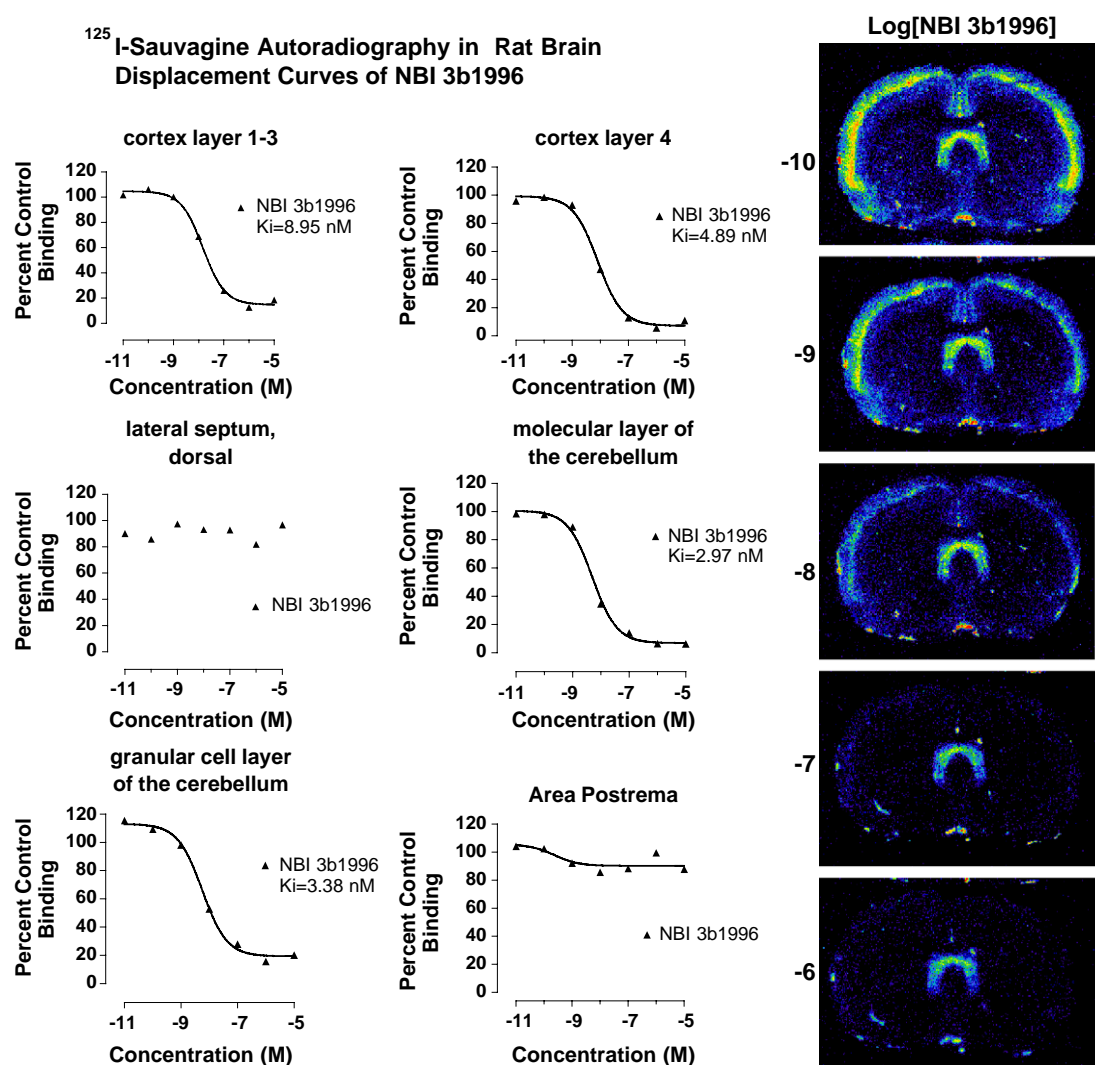 125 I-Sauvagine Autoradiography in Rat Brain
Displacement Curves of NBI 3b1996
cortex layer 1-3
Percent Control
Binding
120
100
80
60
40
20
0
NBI 3b1996
Ki=8.95 nM
-11
-9
-7
-5
Concentration (M)
cortex layer 4
Percent Control
Binding
120
100
80
60
40
20
0
NBI 3b1996
Ki=4.89 nM
-11
-9
-7
-5
Concentration (M)
lateral septum,
dorsal
Percent Control
Binding
120
100
80
60
40
20
0
NBI 3b1996
-11
-9
-7
-5
Concentration (M)
molecular layer of
the cerebellum
Percent Control
Binding
120
100
80
60
40
20
0
NBI 3b1996
Ki=2.97 nM
-11
-9
-7
-5
Concentration (M)
granular cell layer
of the cerebellum
Percent Control
Binding
120
100
80
60
40
20
0
NBI 3b1996
Ki=3.38 nM
-11
-9
-7
-5
Concentration (M)
Area Postrema
Percent Control
Binding
120
100
80
60
40
20
0
NBI 3b1996
-11
-9
-7
-5
Concentration (M)
Log[NBI 3b1996]
-10
-9
-8
-7
-6